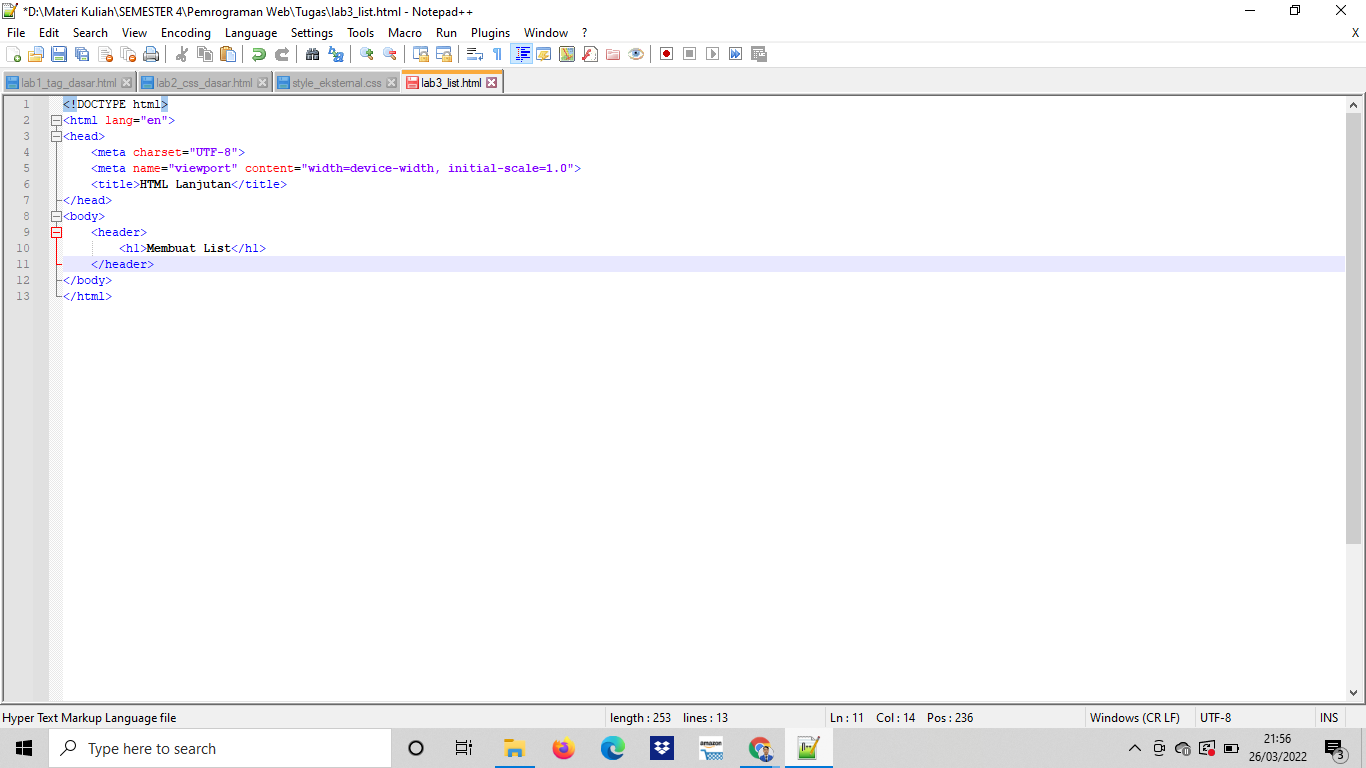 *D:\Materi Kuliah\SEMESTER 4\Pemrograman Web\Tugas\lab3_list.html - Notepad++
File Edit Search View Encoding Language Settings Tools Macro Run Plugins Window ? X
lab1_tag_dasar.html lab2_css_dasar.html style_eksternal.css lab3_list.html
1 <!DOCTYPE html>
2 <html lang="en">
3 <head>
4 <meta charset="UTF-8">
5 <meta name="viewport" content="width=device-width, initial-scale=1.0">
6 <title>HTML Lanjutan</title>
7 </head>
8 <body>
9 <header>
10 <h1>Membuat List</h1>
11 </header>
12 </body>
13 </html>
Hyper Text Markup Language file length : 253 lines : 13 Ln : 11 Col : 14 Pos : 236 Windows (CR LF) UTF-8 INS
Type here to search
amazon
21:56
26/03/2022
3